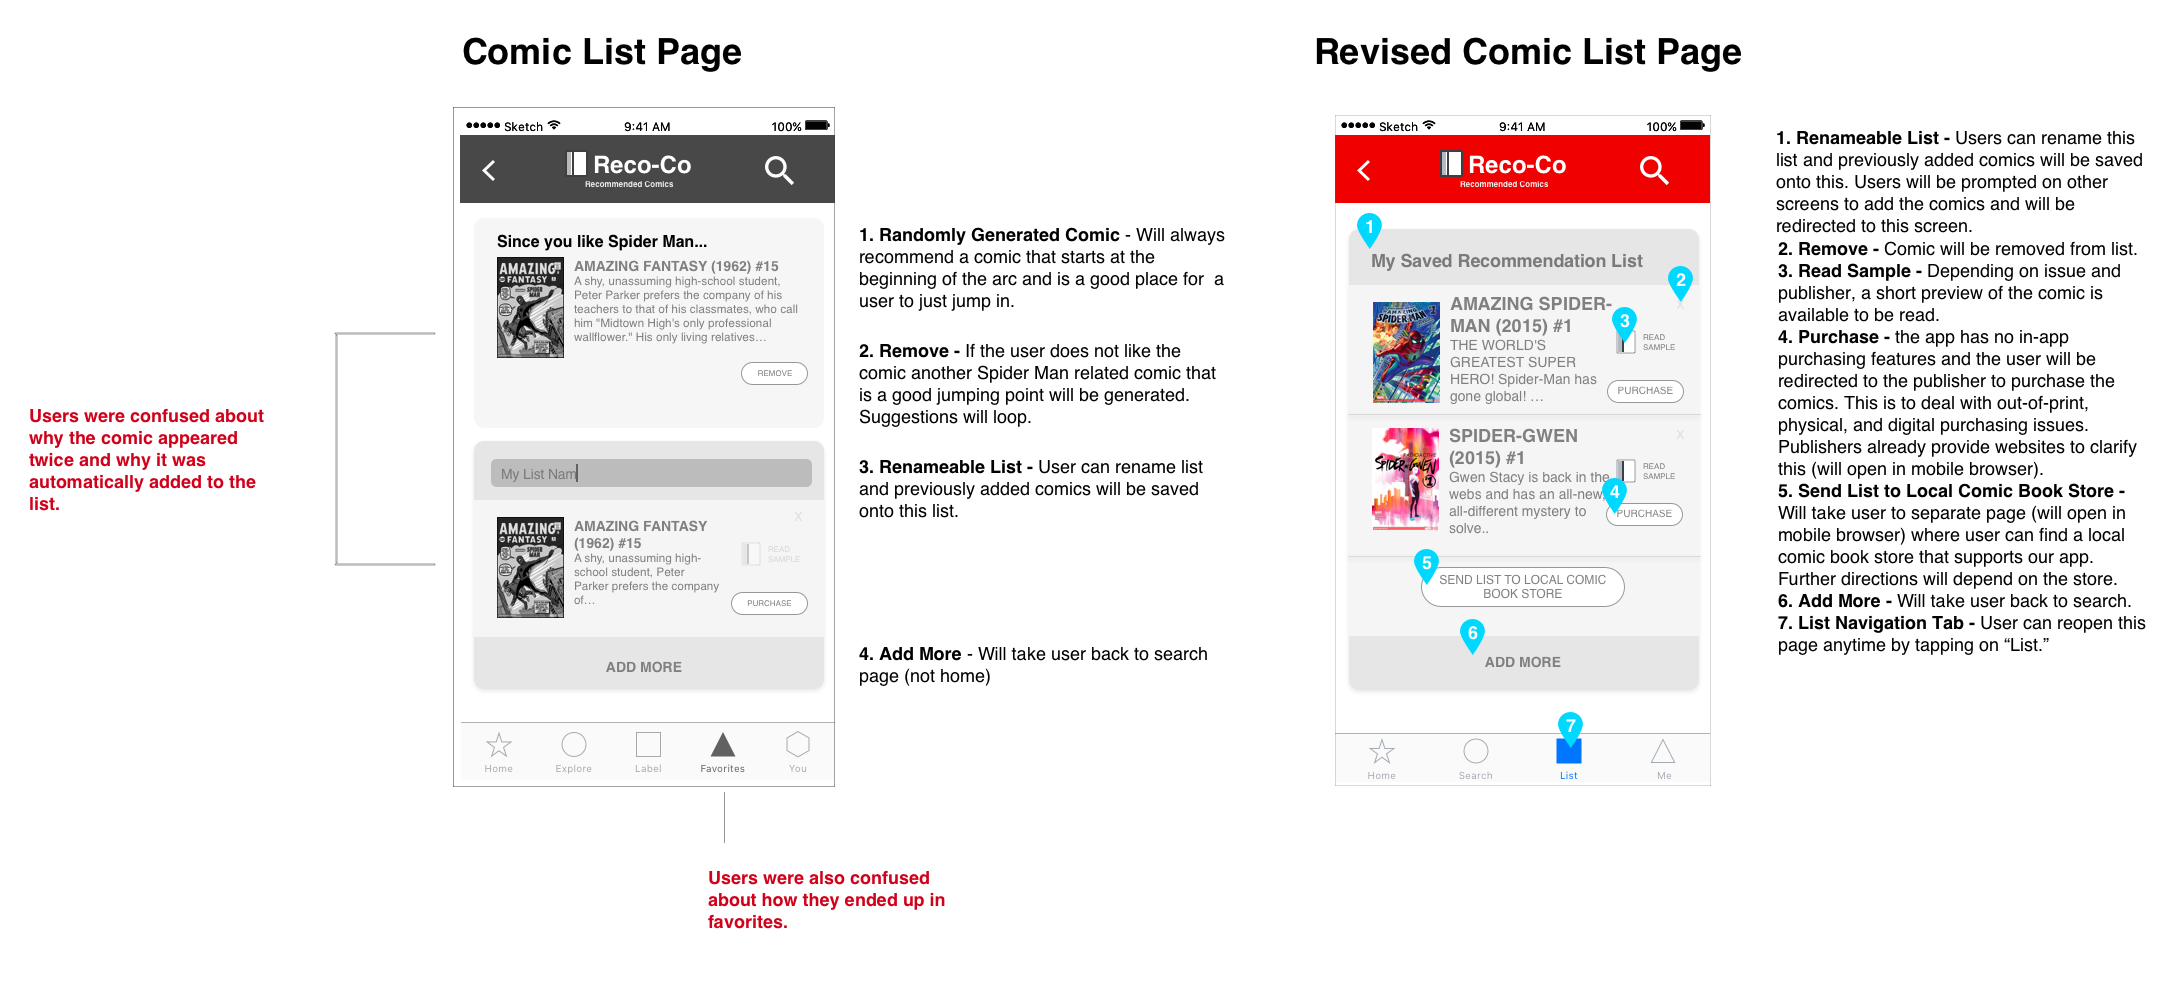 Comic List Page
Sketch 9:41 AM 100%
Reco-Co
Recommended Comics
Since you like Spider Man...
AMAZING FANTASY (1962) #15
A shy, unassuming high-school student,
Peter Parker prefers the company of his
teachers to that of his classmates, who call
him "Midtown High's only professional
wallflower." His only living relatives...
REMOVE
My List Nam
AMAZING FANTASY
(1962) #15
A shy, unassuming high-
school student, Peter
Parker prefers the company
of...
X
READ
SAMPLE
PURCHASE
ADD MORE
Home Explore Label Favorites You
Users were confused about
why the comic appeared
twice and why it was
automatically added to the
list.
Users were also confused
about how they ended up in
favorites.
1. Randomly Generated Comic - Will always
recommend a comic that starts at the
beginning of the arc and is a good place for a
user to just jump in.
2. Remove - If the user does not like the
comic another Spider Man related comic that
is a good jumping point will be generated.
Suggestions will loop.
3. Renameable List - User can rename list
and previously added comics will be saved
onto this list.
4. Add More - Will take user back to search
page (not home)
Revised Comic List Page
Sketch 9:41 AM 100%
Reco-Co
Recommended Comics
1
My Saved Recommendation List
2
AMAZING SPIDER-
MAN (2015) #1
THE WORLD'S
GREATEST SUPER
HERO! Spider-Man has
gone global! ...
3
READ
SAMPLE
PURCHASE
SPIDER-GWEN
(2015) #1
Gwen Stacy is back in the
webs and has an all-new,
all-different mystery to
solve..
X
READ
SAMPLE
4
PURCHASE
5
SEND LIST TO LOCAL COMIC
BOOK STORE
6
ADD MORE
7
Home Search List Me
1. Renameable List - Users can rename this
list and previously added comics will be saved
onto this. Users will be prompted on other
screens to add the comics and will be
redirected to this screen.
2. Remove - Comic will be removed from list.
3. Read Sample - Depending on issue and
publisher, a short preview of the comic is
available to be read.
4. Purchase - the app has no in-app
purchasing features and the user will be
redirected to the publisher to purchase the
comics. This is to deal with out-of-print,
physical, and digital purchasing issues.
Publishers already provide websites to clarify
this (will open in mobile browser).
5. Send List to Local Comic Book Store -
Will take user to separate page (will open in
mobile browser) where user can find a local
comic book store that supports our app.
Further directions will depend on the store.
6. Add More - Will take user back to search.
7. List Navigation Tab - User can reopen this
page anytime by tapping on “List.”